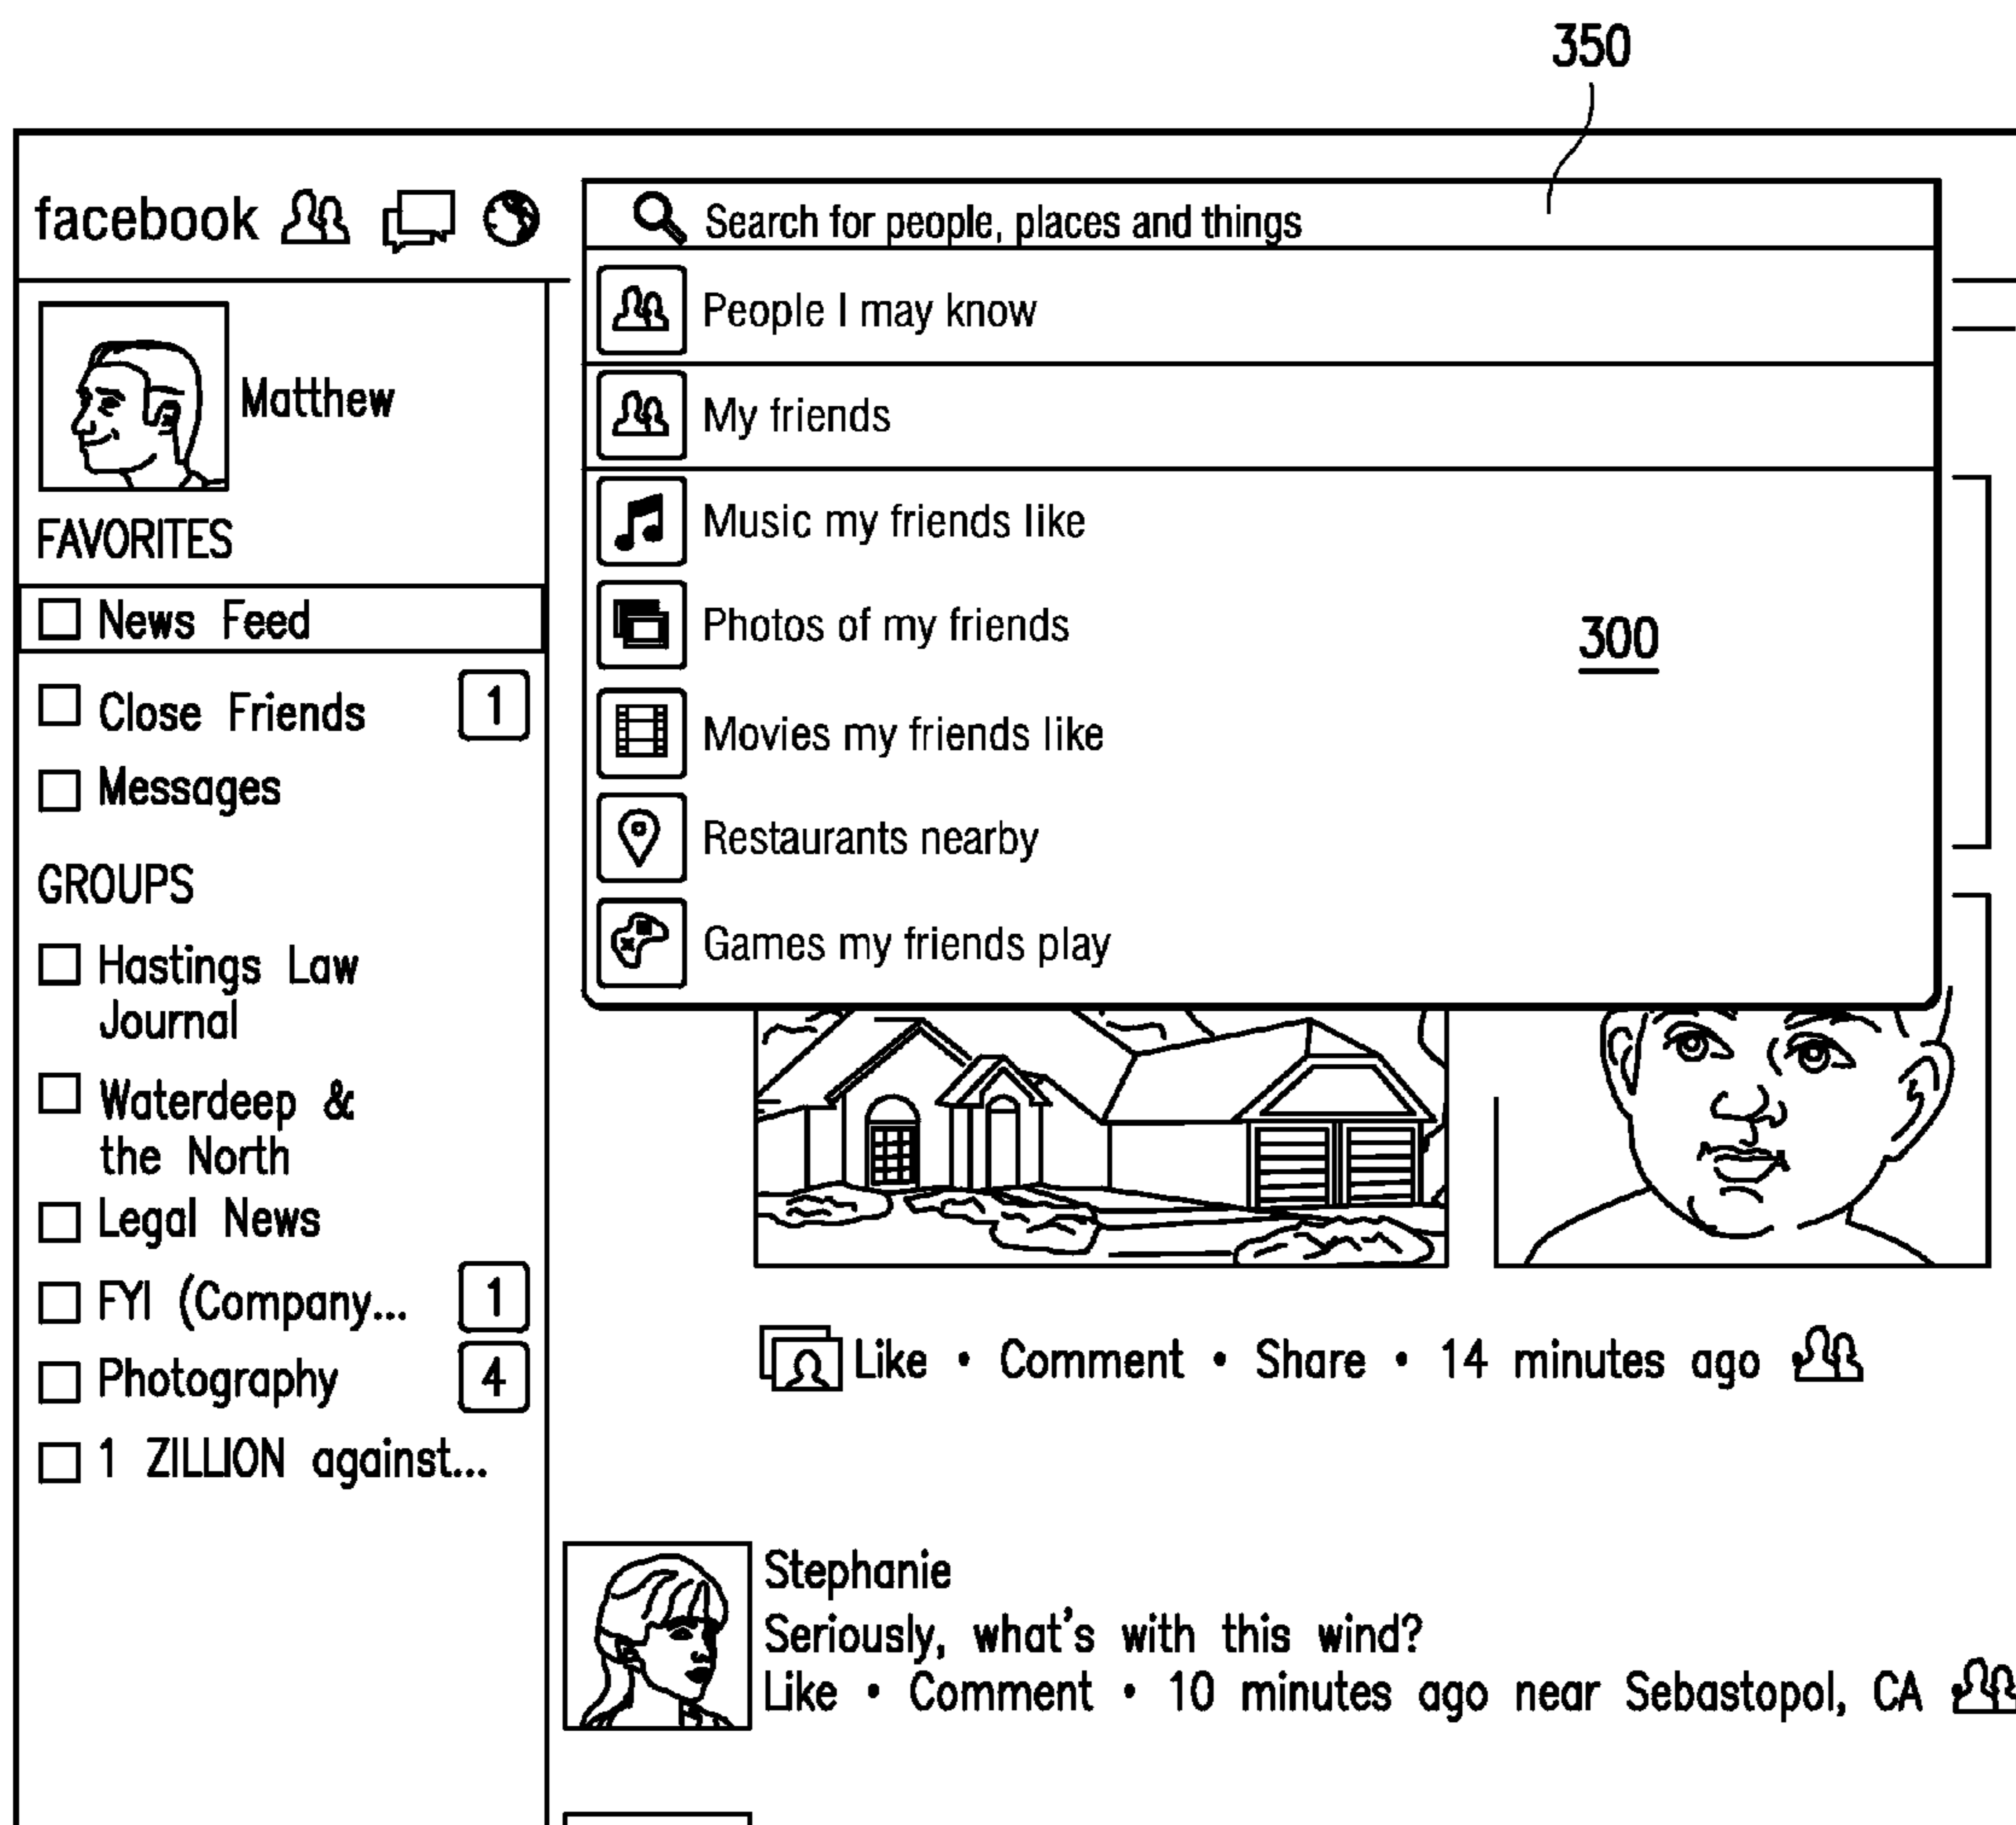 350
facebook
Search for people, places and things
People I may know
My friends
Music my friends like
Photos of my friends
300
Movies my friends like
Restaurants nearby
Games my friends play
Matthew
FAVORITES
News Feed
Close Friends 1
Messages
GROUPS
Hastings Law
Journal
Waterdeep &
the North
Legal News
FYI (Company... 1
Photography 4
1 ZILLION against...
Like • Comment • Share • 14 minutes ago
Stephanie
Seriously, what's with this wind?
Like • Comment • 10 minutes ago near Sebastopol, CA